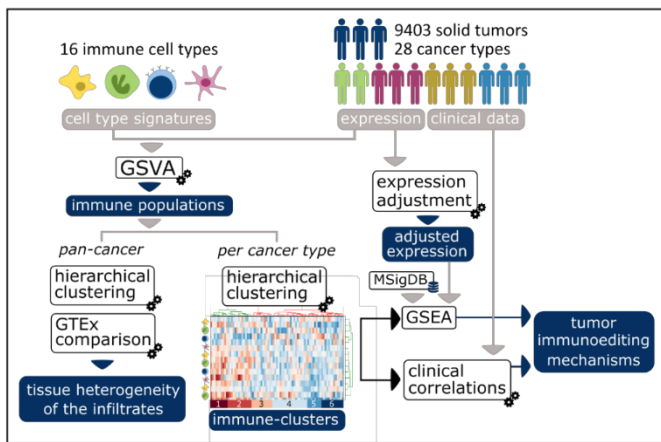 16 immune cell types
9403 solid tumors
28 cancer types
cell type signatures
expression
clinical data
GSVA
immune populations
expression
adjustment
adjusted
expression
pan-cancer
per cancer type
hierarchical
clustering
hierarchical
clustering
MSigDB
GTEx
comparison
GSEA
tumor
immunoediting
mechanisms
clinical
correlations
tissue heterogeneity
of the infiltrates
1 2 3 4 5 6
immune-clusters